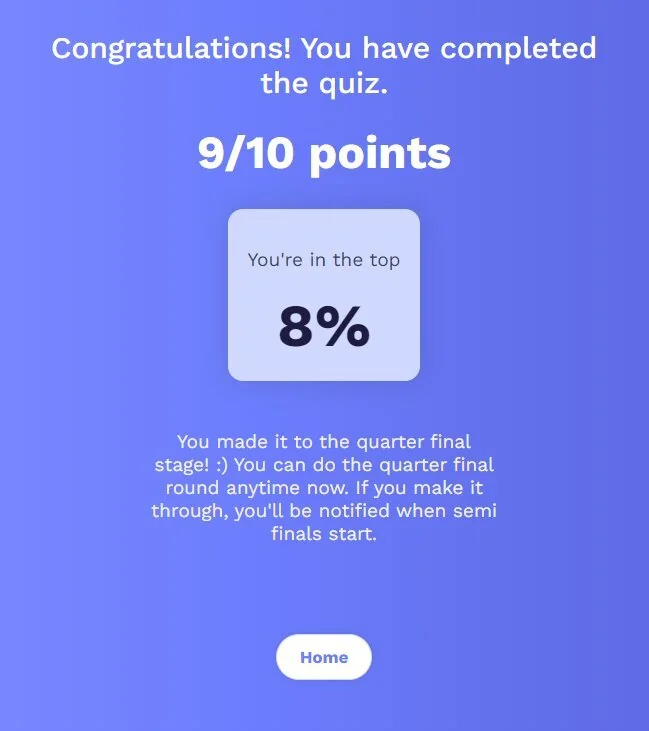 Congratulations! You have completed
the quiz.
9/10 points
You're in the top
8%
You made it to the quarter final
stage! :) You can do the quarter final
round anytime now. If you make it
through, you'll be notified when semi
finals start.
Home